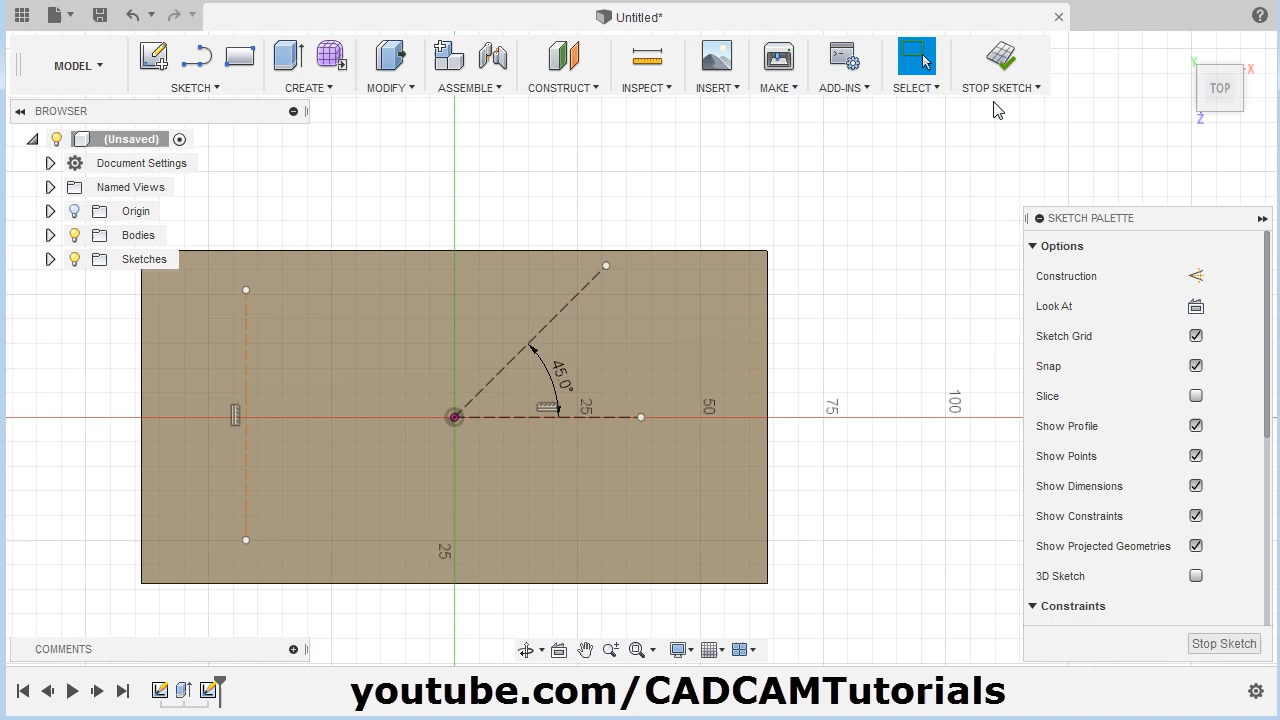 Untitled*
MODEL
SKETCH
CREATE
MODIFY
ASSEMBLE
CONSTRUCT
INSPECT
INSERT
MAKE
ADD-INS
SELECT
STOP SKETCH
Y
X
TOP
Z
BROWSER
(Unsaved)
Document Settings
Named Views
Origin
Bodies
Sketches
SKETCH PALETTE
Options
Construction
Look At
Sketch Grid
Snap
Slice
Show Profile
Show Points
Show Dimensions
Show Constraints
Show Projected Geometries
3D Sketch
Constraints
Stop Sketch
45.0°
25
50
75
100
25
COMMENTS
youtube.com/CADCAMTutorials